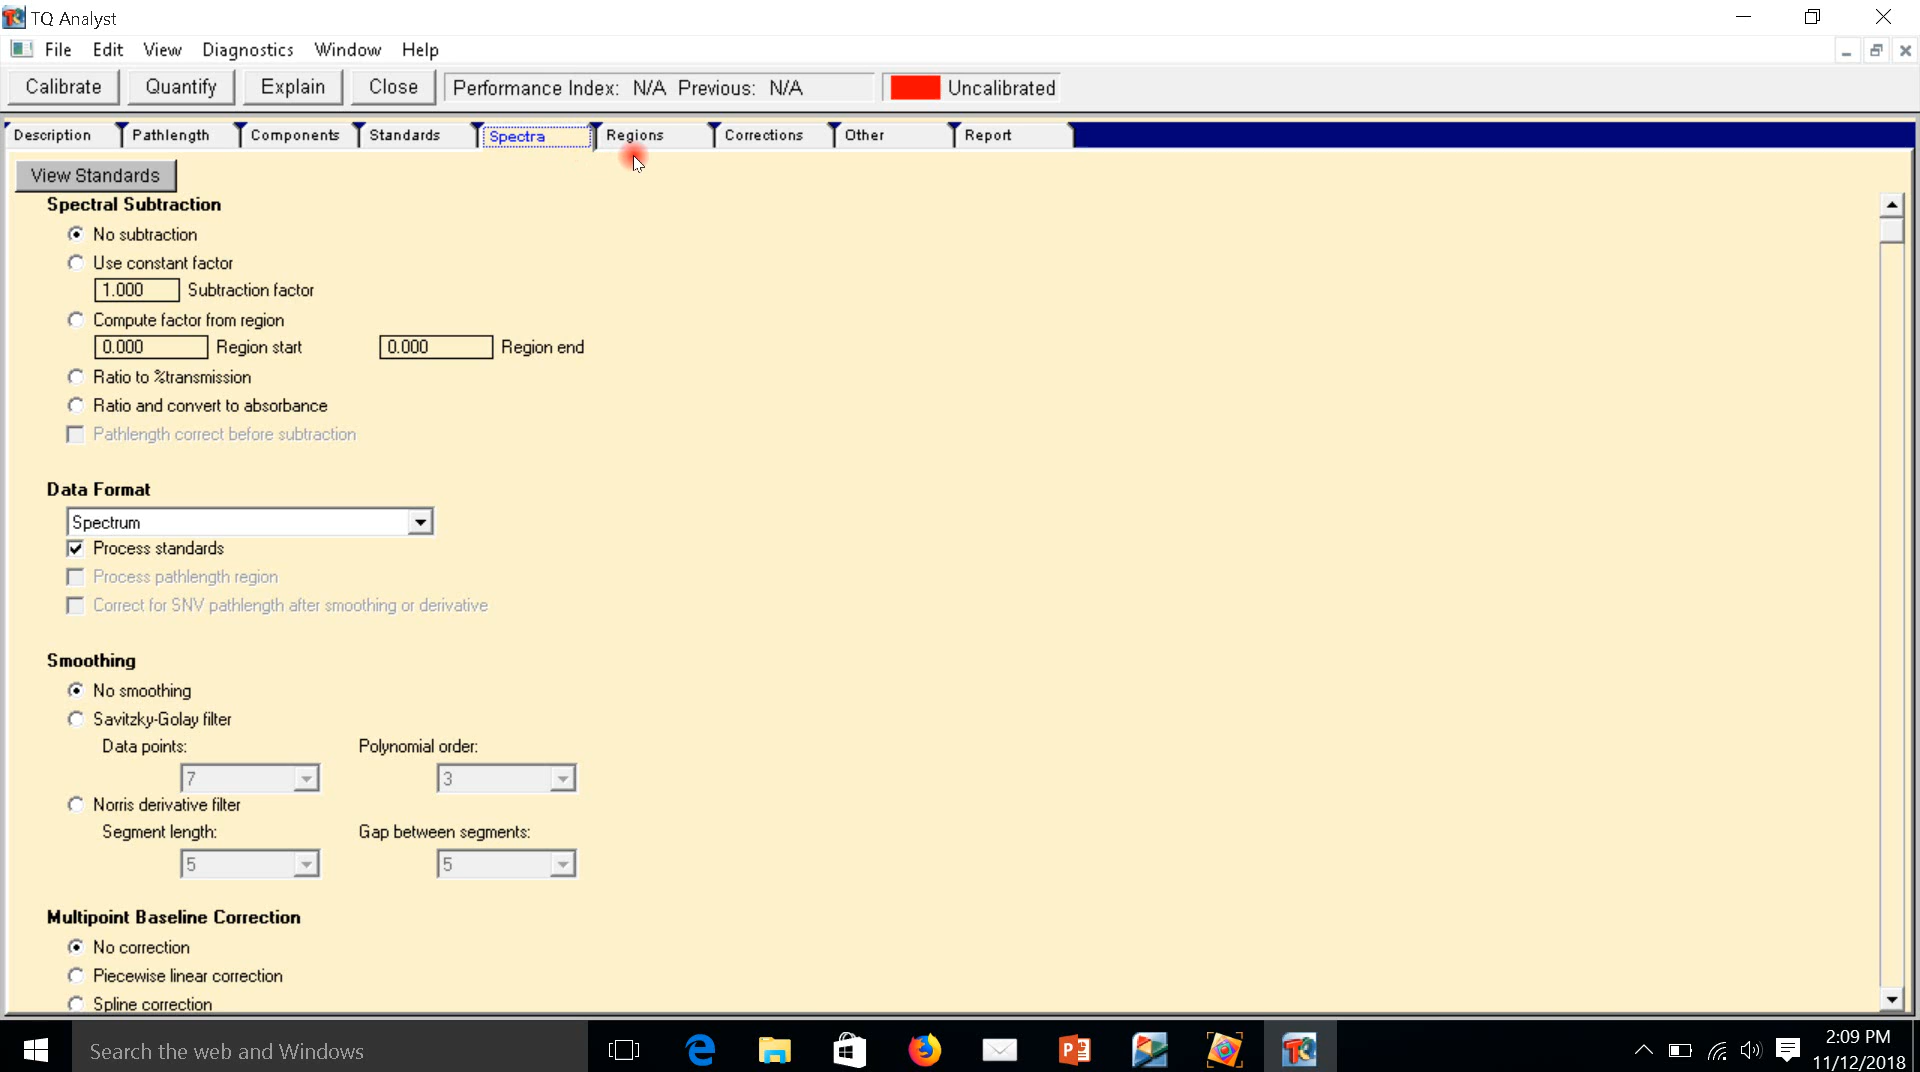 TQ Analyst
File Edit View Diagnostics Window Help
Calibrate Quantify Explain Close Performance Index: N/A Previous: N/A Uncalibrated
Description Pathlength Components Standards Spectra Regions Corrections Other Report
View Standards
Spectral Subtraction
No subtraction
Use constant factor
1.000 Subtraction factor
Compute factor from region
0.000 Region start 0.000 Region end
Ratio to %transmission
Ratio and convert to absorbance
Pathlength correct before subtraction
Data Format
Spectrum
Process standards
Process pathlength region
Correct for SNV pathlength after smoothing or derivative
Smoothing
No smoothing
Savitzky-Golay filter
Data points: Polynomial order:
7 3
Norris derivative filter
Segment length: Gap between segments:
5 5
Multipoint Baseline Correction
No correction
Piecewise linear correction
Spline correction
Search the web and Windows
2:09 PM
11/12/2018